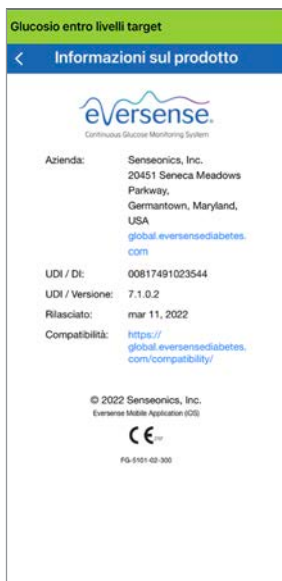 Glucosio entro livelli target
Informazioni sul prodotto
eversense.
Continuous Glucose Monitoring System
Azienda: Senseonics, Inc.
20451 Seneca Meadows
Parkway,
Germantown, Maryland,
USA
global.eversensediabetes.
com
UDI / DI: 00817491023544
UDI / Versione: 7.1.0.2
Rilasciato: mar 11, 2022
Compatibilità: https://
global.eversensediabetes.
com/compatibility/
© 2022 Senseonics, Inc.
Eversense Mobile Application (iOS)
CE
FG-5101-02-300